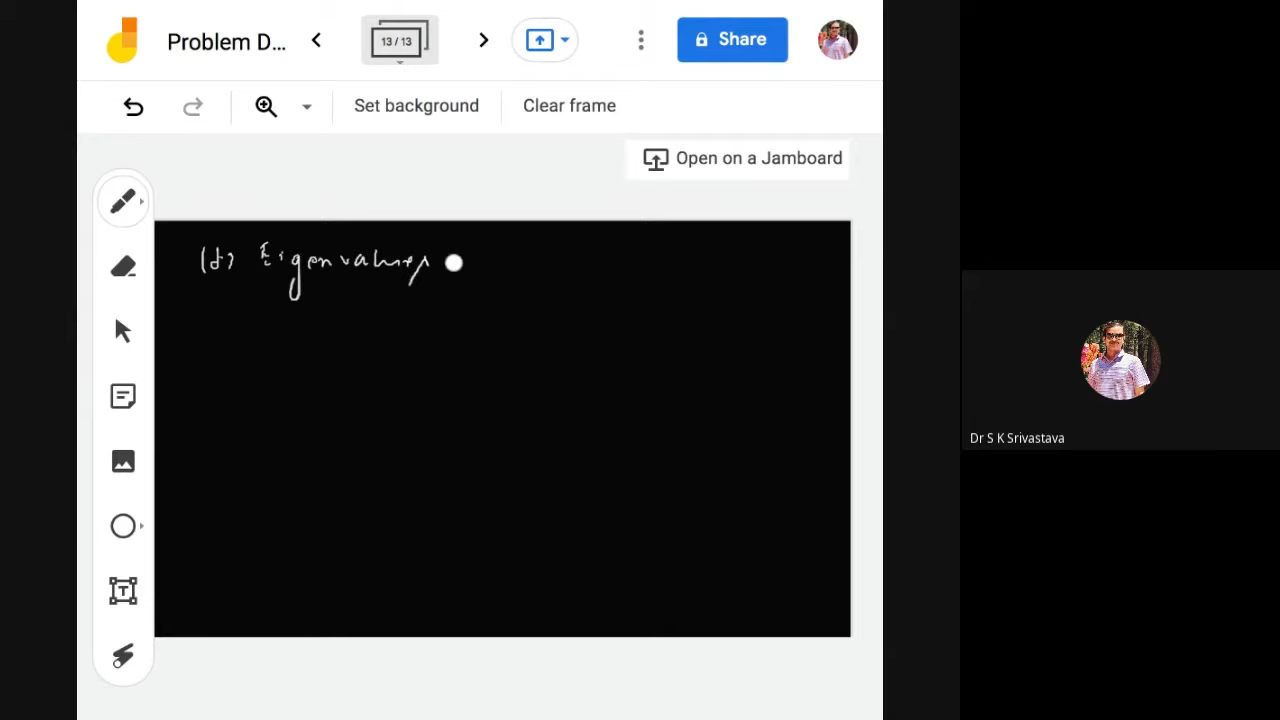 Problem D...
13 / 13
Share
Set background
Clear frame
Open on a Jamboard
(d) Eigenvalues
T
Dr S K Srivastava